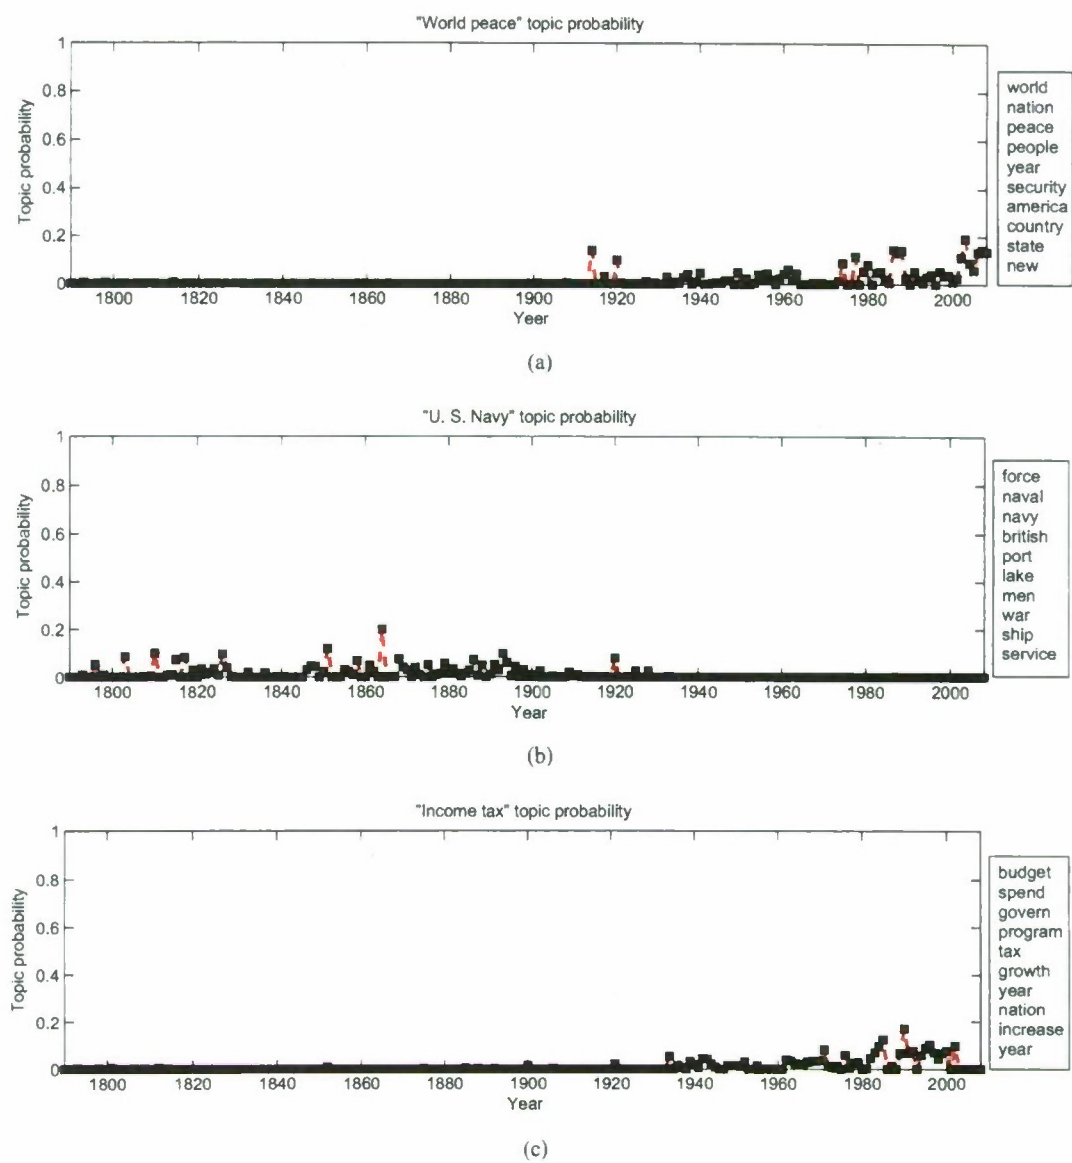 "World peace" topic probability
1
0.8
0.6
0.4
0.2
0
Topic probability
1800 1820 1840 1860 1880 1900 1920 1940 1960 1980 2000
Yeer
world
nation
peace
people
year
security
america
country
state
new
(a)
"U. S. Navy" topic probability
1
0.8
0.6
0.4
0.2
0
Topic probability
1800 1820 1840 1860 1880 1900 1920 1940 1960 1980 2000
Year
force
naval
navy
british
port
lake
men
war
ship
service
(b)
"Income tax" topic probability
1
0.8
0.6
0.4
0.2
0
Topic probability
1800 1820 1840 1860 1880 1900 1920 1940 1960 1980 2000
Year
budget
spend
govern
program
tax
growth
year
nation
increase
year
(c)